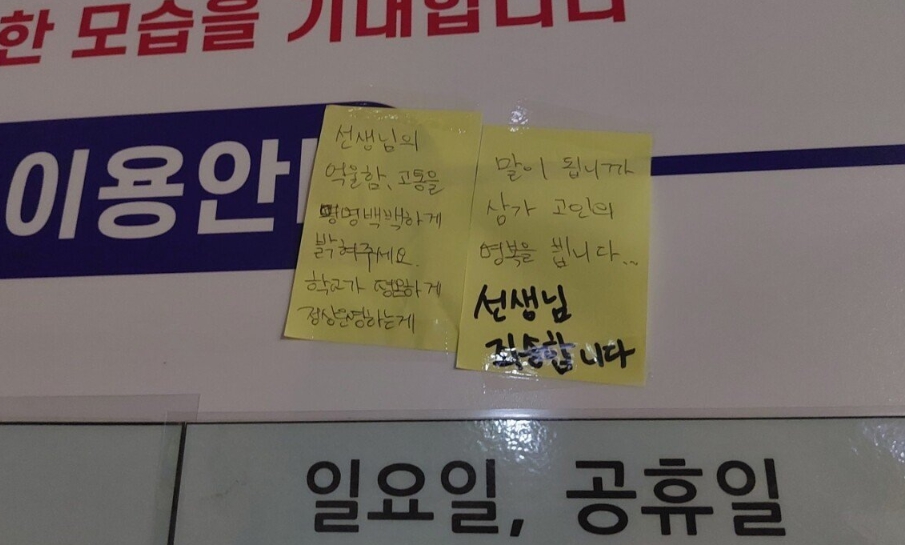 한 모습을 기대합니다
이용안
선생님의
억울함, 고통을
명명백백하게
밝혀주세요.
학교가 정영하게
정상운영하는게
말이 됩니까
삼가 고인의
명복을 빕니다...
선생님
죄송합니다
일요일, 공휴일